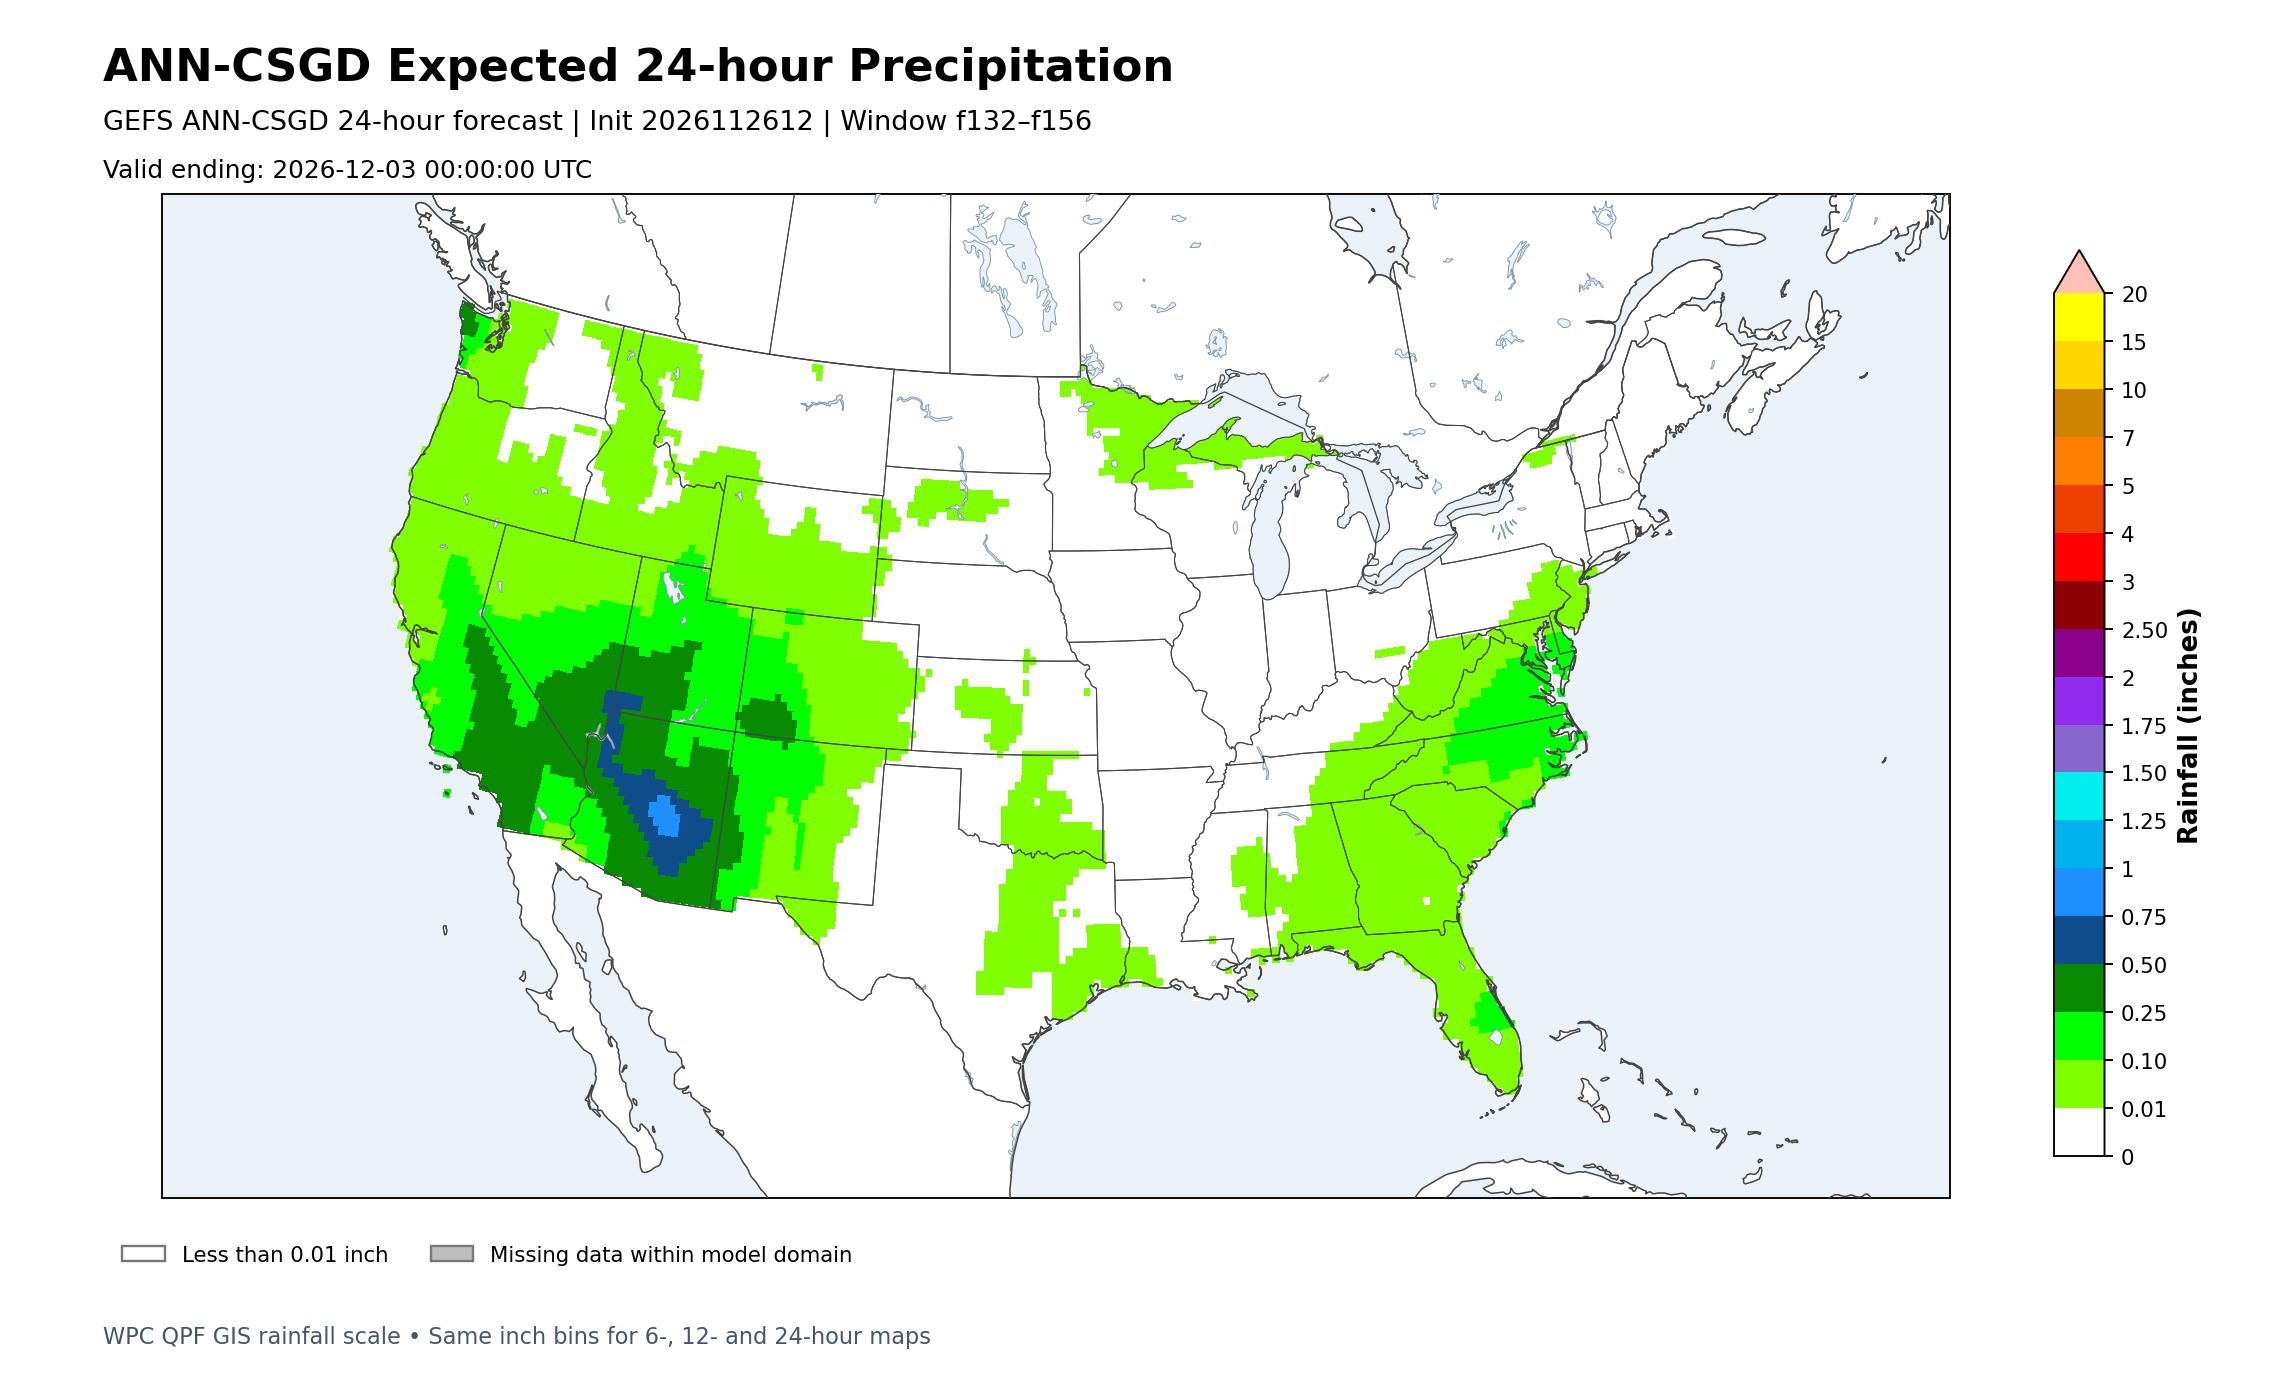 ANN-CSGD Expected 24-hour Precipitation
GEFS ANN-CSGD 24-hour forecast | Init 2026112612 | Window f132–f156
Valid ending: 2026-12-03 00:00:00 UTC
20
15
10
7
5
4
3
2.50
2
1.75
1.50
1.25
1
0.75
0.50
0.25
0.10
0.01
0
Rainfall (inches)
Less than 0.01 inch
Missing data within model domain
WPC QPF GIS rainfall scale • Same inch bins for 6-, 12- and 24-hour maps